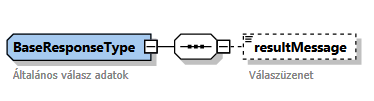 BaseResponseType
resultMessage
Általános válasz adatok
Válaszüzenet